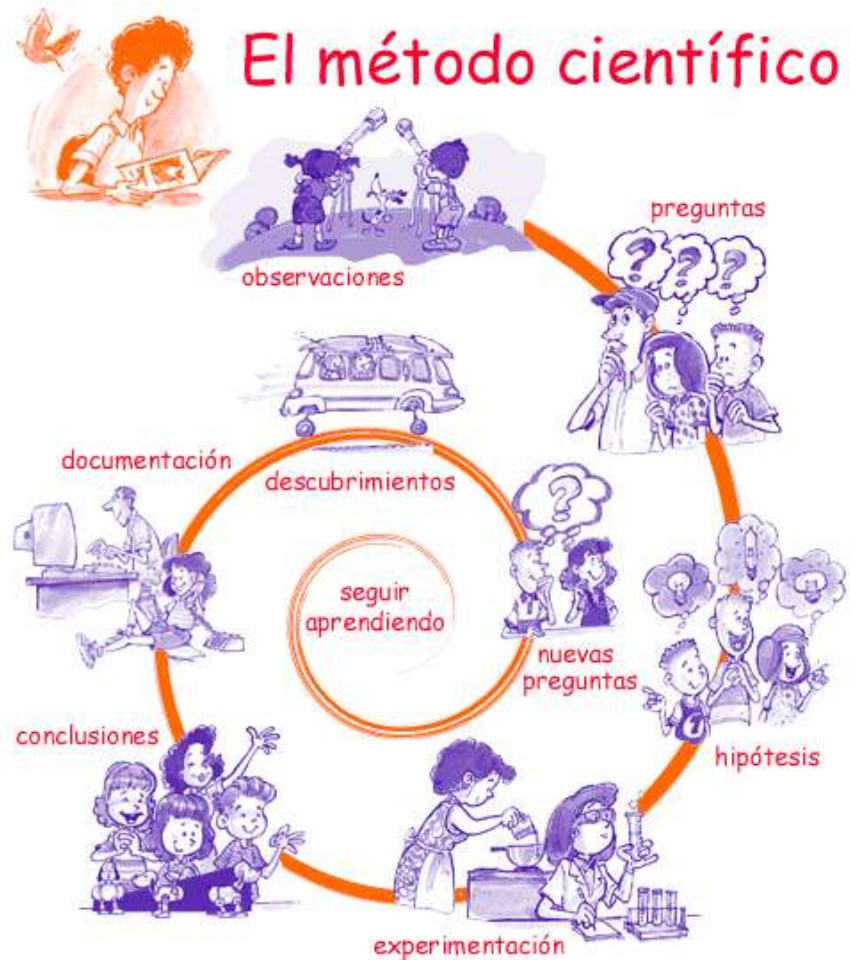 El método científico
observaciones
preguntas
hipótesis
experimentación
conclusiones
documentación
descubrimientos
nuevas
preguntas
seguir
aprendiendo